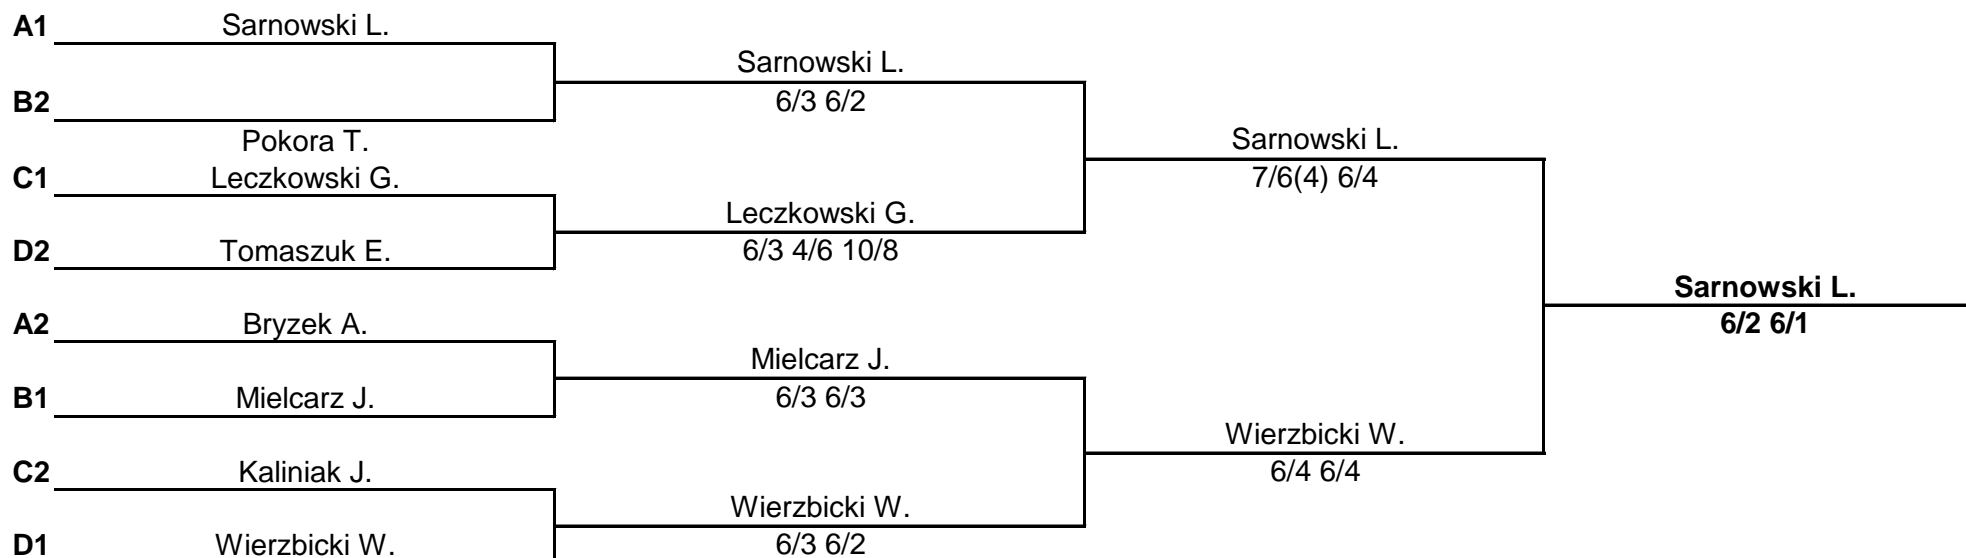 A1 Sarnowski L.
Sarnowski L.
B2 6/3 6/2
Pokora T. Sarnowski L.
C1 Leczkowski G. 7/6(4) 6/4
Leczkowski G.
D2 Tomaszuk E. 6/3 4/6 10/8
Sarnowski L.
A2 Bryzek A. 6/2 6/1
Mielcarz J.
B1 Mielcarz J. 6/3 6/3
Wierzbicki W.
C2 Kaliniak J. 6/4 6/4
Wierzbicki W.
D1 Wierzbicki W. 6/3 6/2